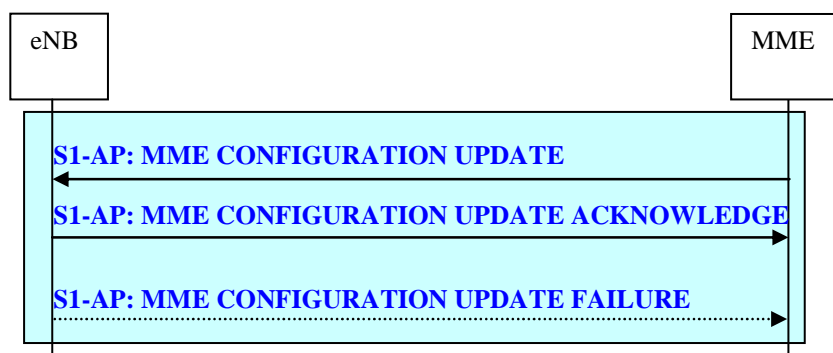 eNB
MME
S1-AP: MME CONFIGURATION UPDATE
S1-AP: MME CONFIGURATION UPDATE ACKNOWLEDGE
S1-AP: MME CONFIGURATION UPDATE FAILURE